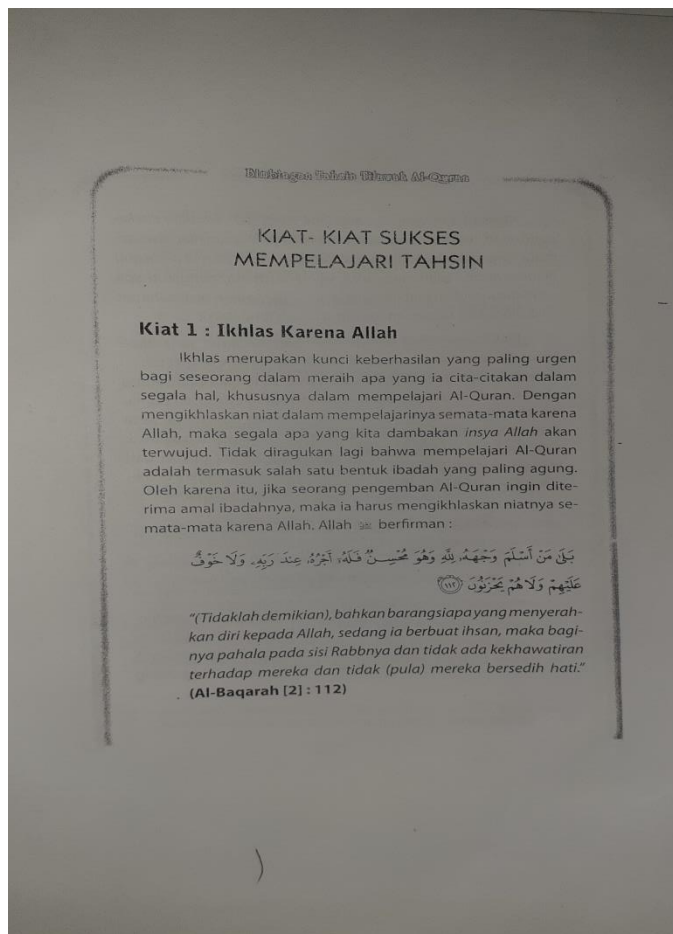 Tahsin Tilawah Al-Quran
KIAT- KIAT SUKSES
MEMPELAJARI TAHSIN
Kiat 1 : Ikhlas Karena Allah
Ikhlas merupakan kunci keberhasilan yang paling urgen
bagi seseorang dalam meraih apa yang ia cita-citakan dalam
segala hal, khususnya dalam mempelajari Al-Quran. Dengan
mengikhlaskan niat dalam mempelajarinya semata-mata karena
Allah, maka segala apa yang kita dambakan insya Allah akan
terwujud. Tidak diragukan lagi bahwa mempelajari Al-Quran
adalah termasuk salah satu bentuk ibadah yang paling agung.
Oleh karena itu, jika seorang pengemban Al-Quran ingin dite-
rima amal ibadahnya, maka ia harus mengikhlaskan niatnya se-
mata-mata karena Allah. Allah berfirman :
بَلَىٰ مَنْ أَسْلَمَ وَجْهَهُۥ لِلَّهِ وَهُوَ مُحْسِنٌ فَلَهُۥٓ أَجْرُهُۥ عِندَ رَبِّهِۦ وَلَا خَوْفٌ
عَلَيْهِمْ وَلَا هُمْ يَحْزَنُونَ ١١٢
"(Tidaklah demikian), bahkan barangsiapa yang menyerah-
kan diri kepada Allah, sedang ia berbuat ihsan, maka bagi-
nya pahala pada sisi Rabbnya dan tidak ada kekhawatiran
terhadap mereka dan tidak (pula) mereka bersedih hati."
(Al-Baqarah [2] : 112)